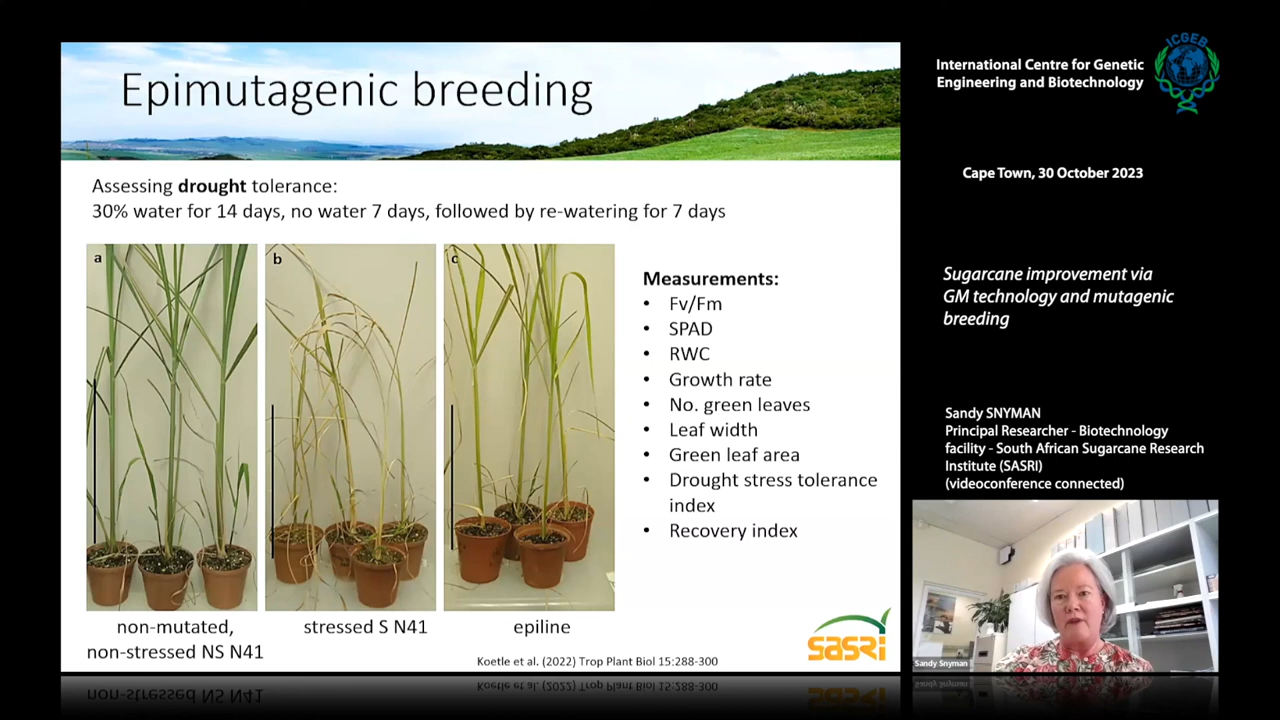 Epimutagenic breeding
Assessing drought tolerance:
30% water for 14 days, no water 7 days, followed by re-watering for 7 days
a
b
c
Measurements:
• Fv/Fm
• SPAD
• RWC
• Growth rate
• No. green leaves
• Leaf width
• Green leaf area
• Drought stress tolerance
index
• Recovery index
non-mutated,
non-stressed NS N41
stressed S N41
epiline
Koetle et al. (2022) Trop Plant Biol 15:288-300
SASRI
International Centre for Genetic
Engineering and Biotechnology
ICGEB
Cape Town, 30 October 2023
Sugarcane improvement via
GM technology and mutagenic
breeding
Sandy SNYMAN
Principal Researcher - Biotechnology
facility - South African Sugarcane Research
Institute (SASRI)
(videoconference connected)
Sandy Snyman